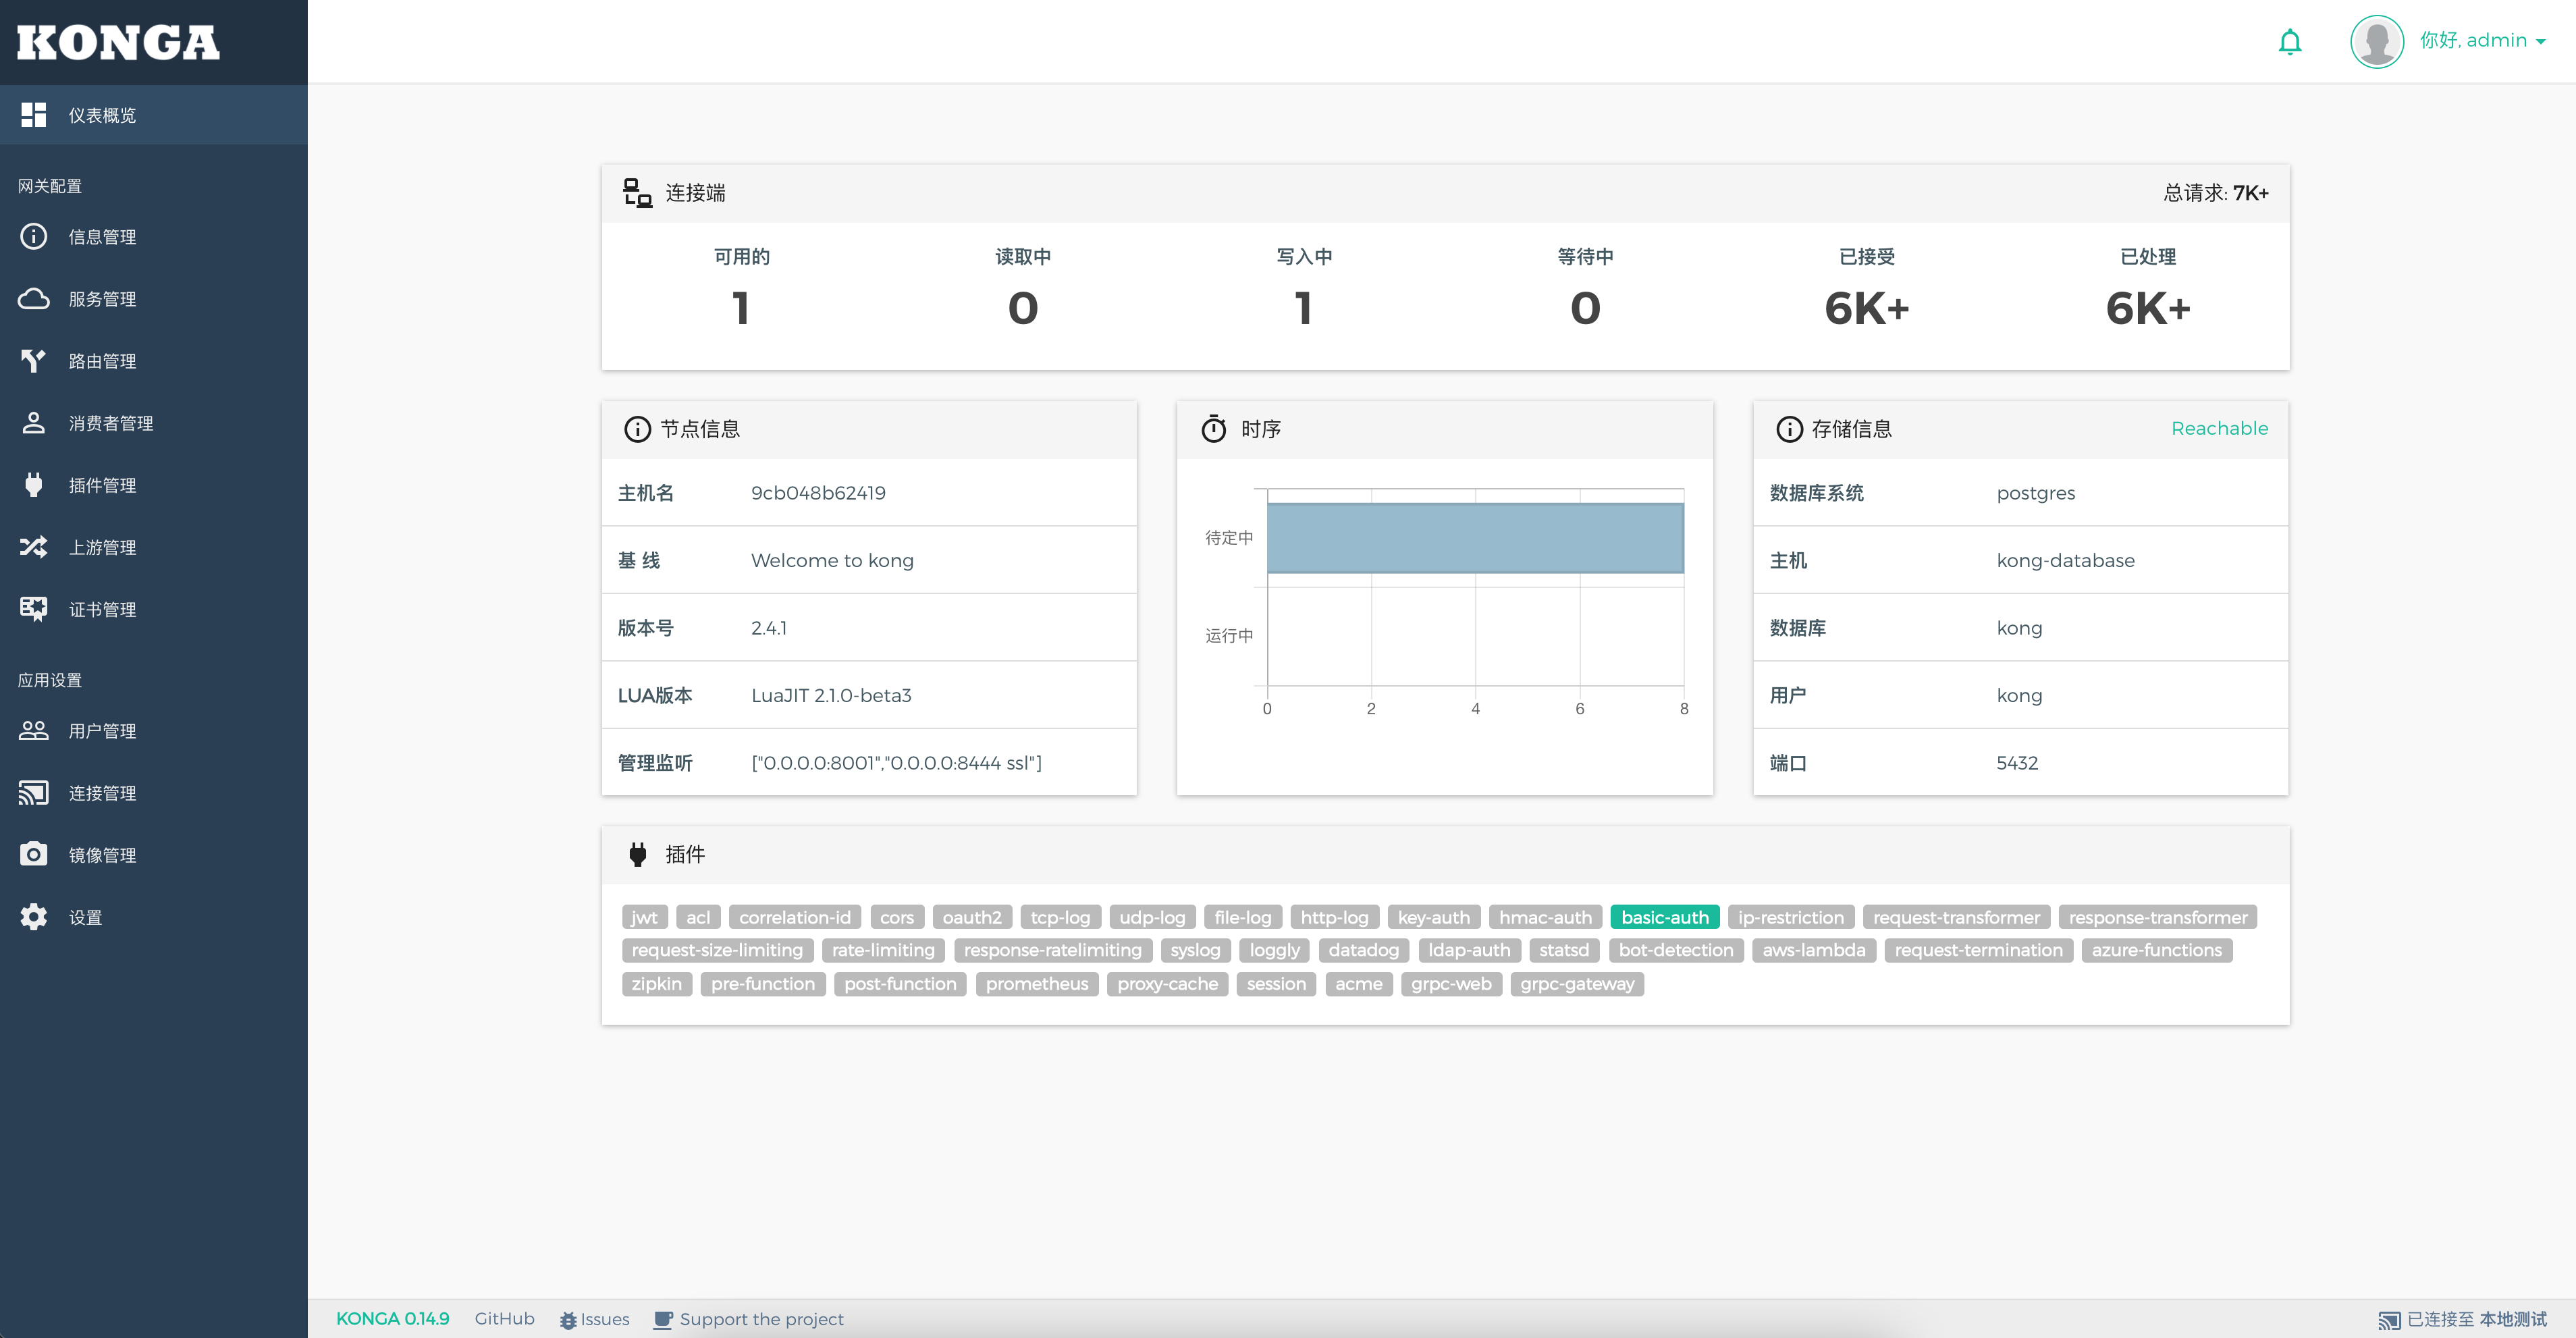 KONGA
你好, admin
仪表概览
网关配置
信息管理
服务管理
路由管理
消费者管理
插件管理
上游管理
证书管理
应用设置
用户管理
连接管理
镜像管理
设置
连接端 总请求: 7K+
可用的 读取中 写入中 等待中 已接受 已处理
1 0 1 0 6K+ 6K+
节点信息
主机名 9cb048b62419
基 线 Welcome to kong
版本号 2.4.1
LUA版本 LuaJIT 2.1.0-beta3
管理监听 ["0.0.0.0:8001","0.0.0.0:8444 ssl"]
时序
待定中
运行中
0 2 4 6 8
存储信息 Reachable
数据库系统 postgres
主机 kong-database
数据库 kong
用户 kong
端口 5432
插件
jwt acl correlation-id cors oauth2 tcp-log udp-log file-log http-log key-auth hmac-auth basic-auth ip-restriction request-transformer response-transformer
request-size-limiting rate-limiting response-ratelimiting syslog loggly datadog ldap-auth statsd bot-detection aws-lambda request-termination azure-functions
zipkin pre-function post-function prometheus proxy-cache session acme grpc-web grpc-gateway
KONGA 0.14.9 GitHub Issues Support the project 已连接至 本地测试